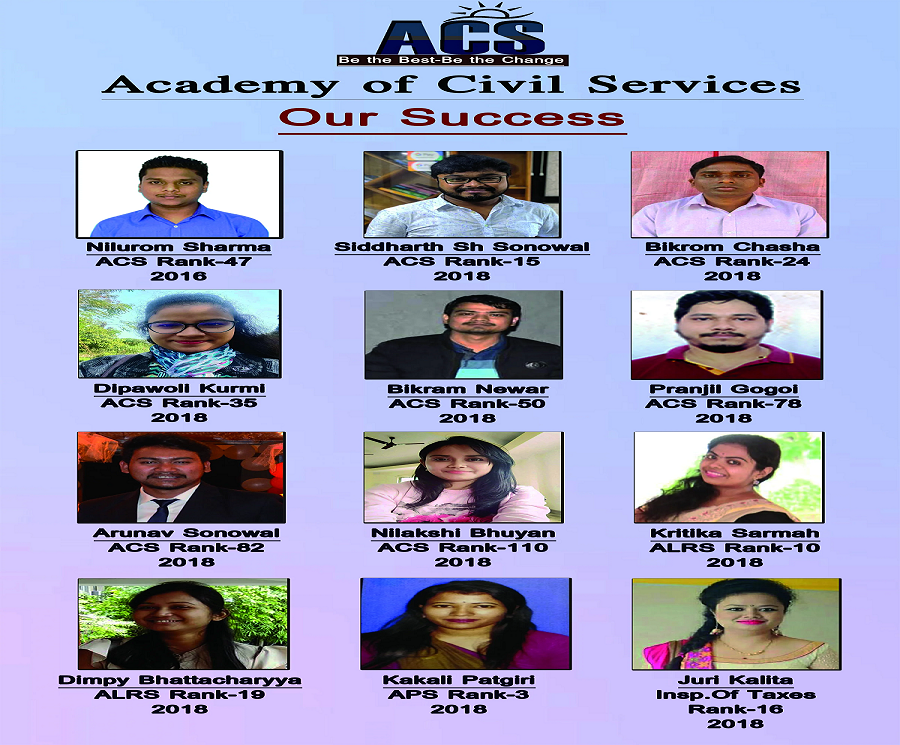 ACS
Be the Best-Be the Change
Academy of Civil Services
Our Success
Nilurom Sharma
ACS Rank-47
2016
Siddharth Sh Sonowal
ACS Rank-15
2018
Bikrom Chasha
ACS Rank-24
2018
Dipawoli Kurmi
ACS Rank-35
2018
Bikram Newar
ACS Rank-50
2018
Pranjil Gogoi
ACS Rank-78
2018
Arunav Sonowal
ACS Rank-82
2018
Nilakshi Bhuyan
ACS Rank-110
2018
Kritika Sarmah
ALRS Rank-10
2018
Dimpy Bhattacharyya
ALRS Rank-19
2018
Kakali Patgiri
APS Rank-3
2018
Juri Kalita
Insp.Of Taxes
Rank-16
2018